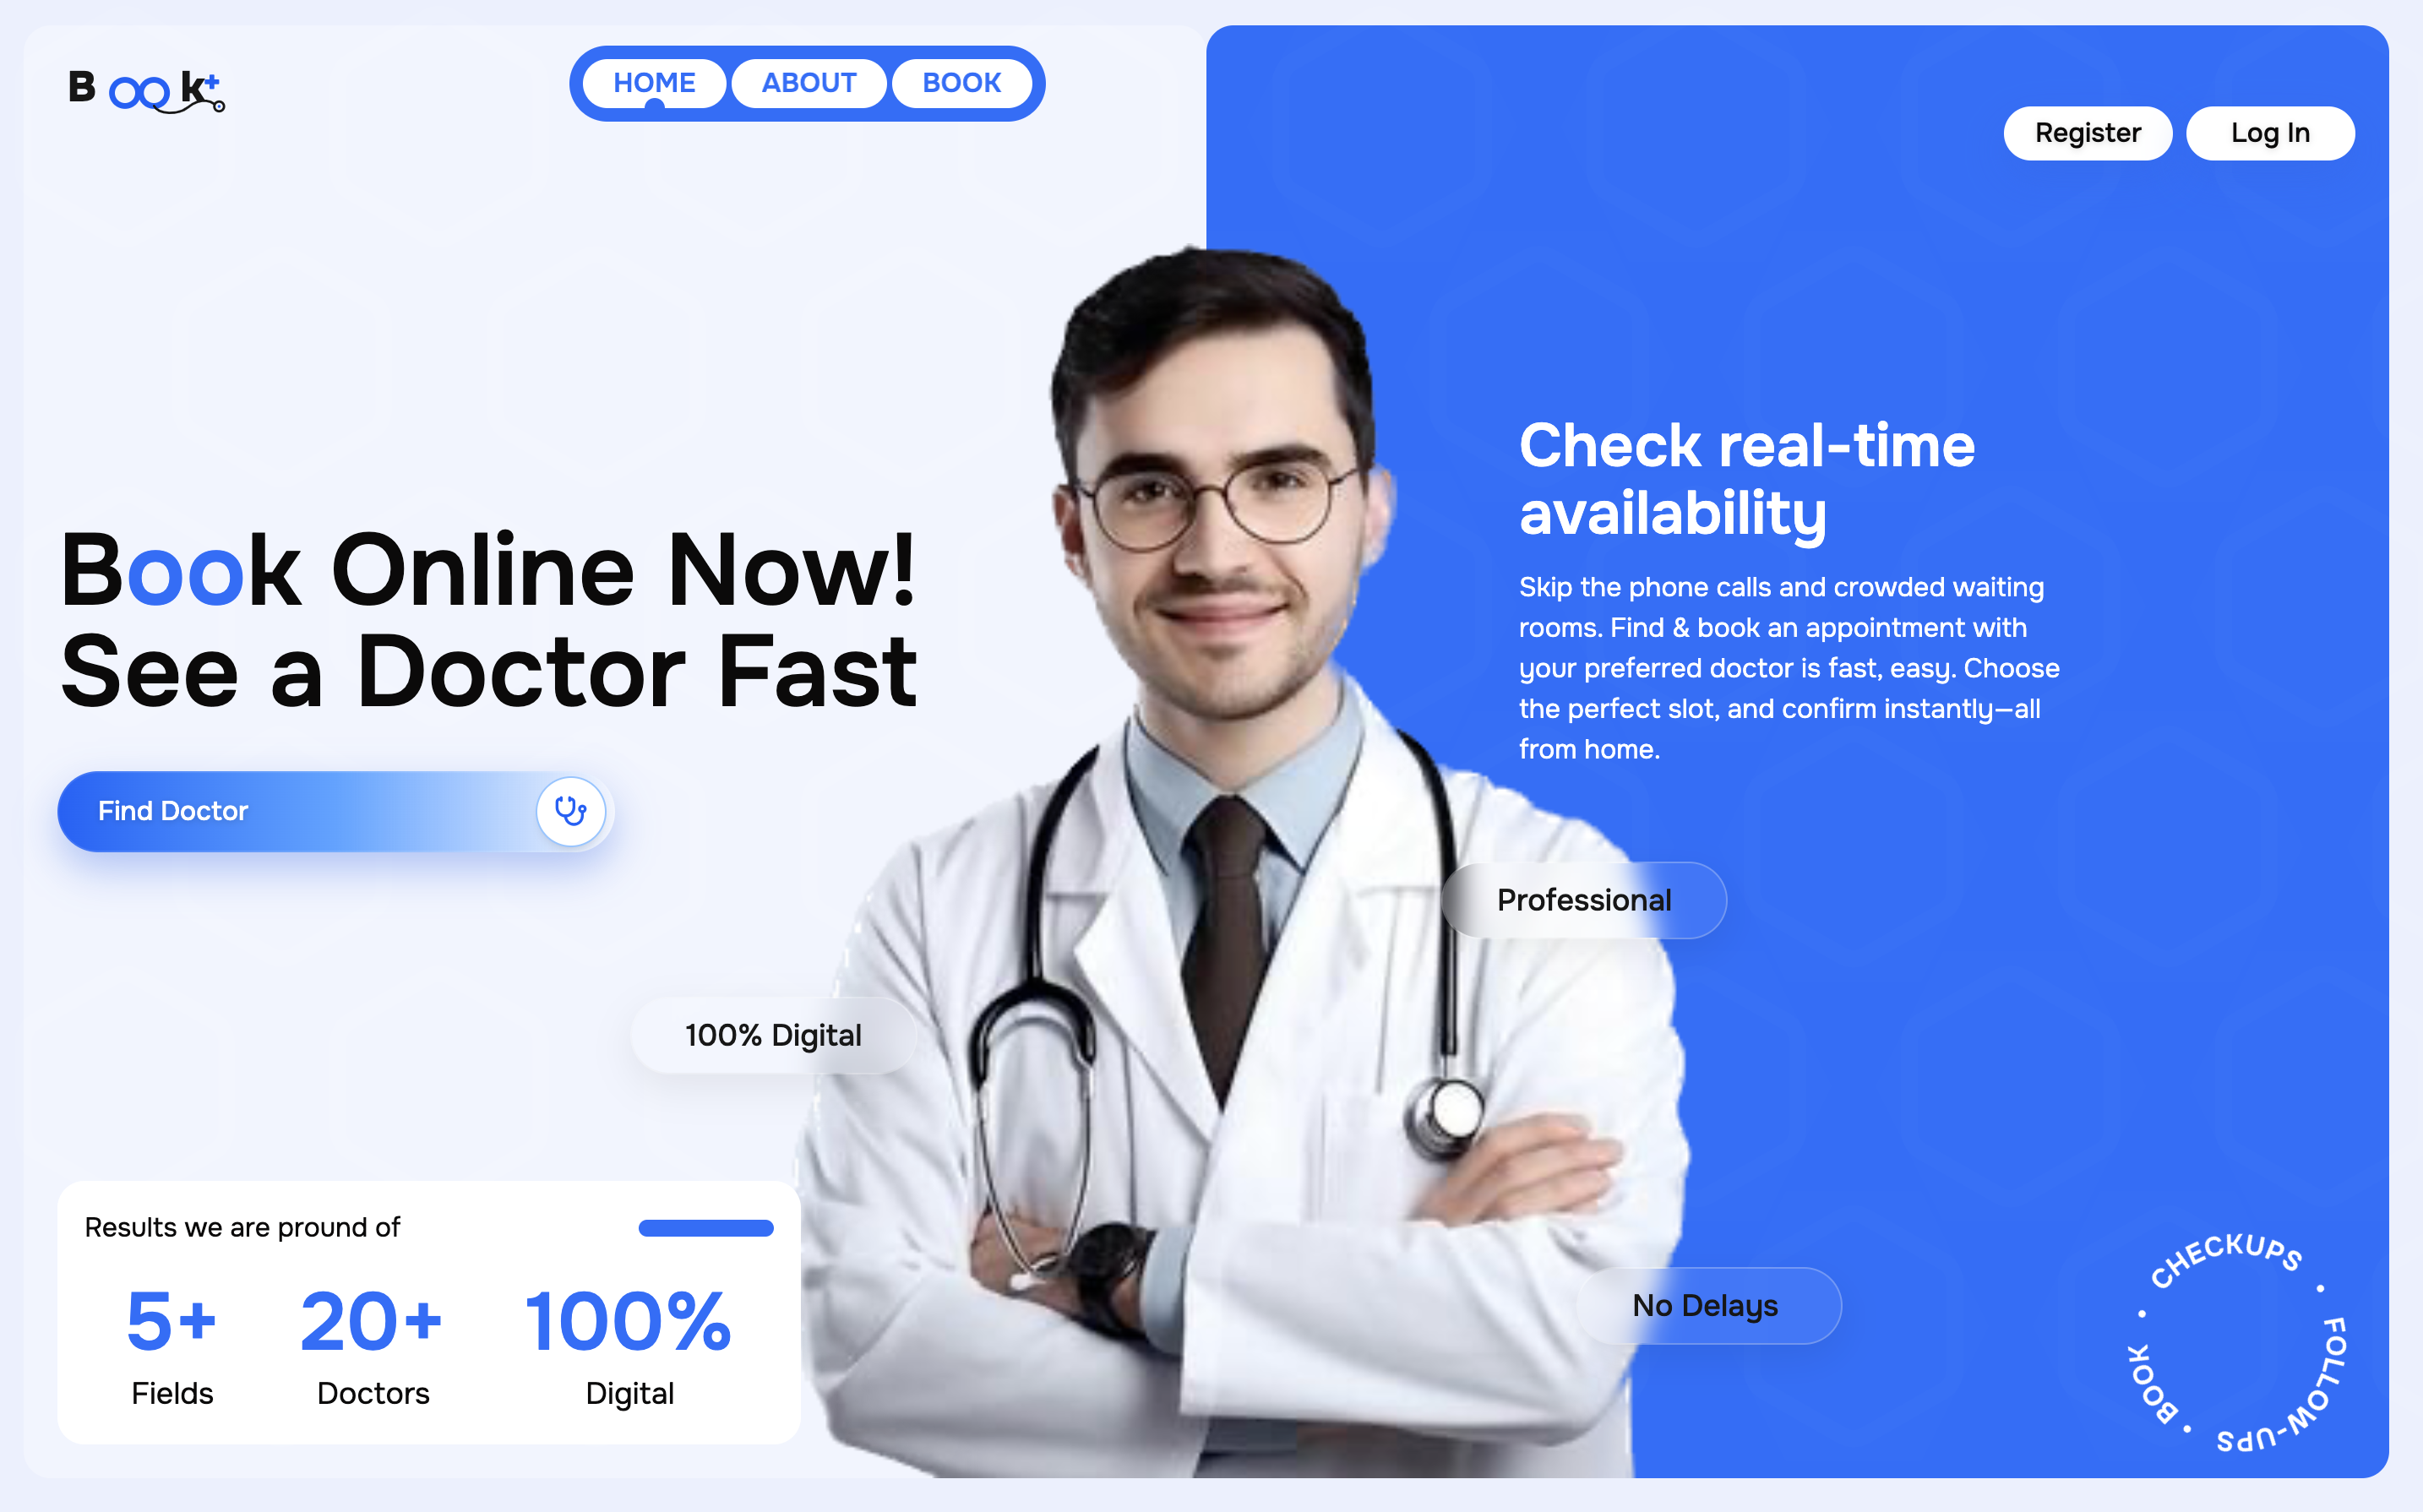 Book+
HOME
ABOUT
BOOK
Register
Log In
Book Online Now!
See a Doctor Fast
Find Doctor
Check real-time
availability
Skip the phone calls and crowded waiting
rooms. Find & book an appointment with
your preferred doctor is fast, easy. Choose
the perfect slot, and confirm instantly—all
from home.
Professional
100% Digital
No Delays
Results we are pround of
5+
Fields
20+
Doctors
100%
Digital
CHECKUPS • FOLLOW-UPS • BOOK •